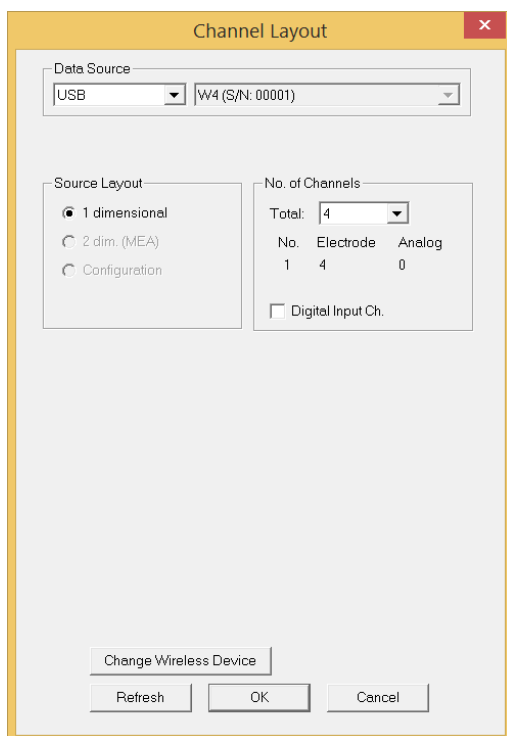 Channel Layout
Data Source
USB W4 (S/N: 00001)
Source Layout
1 dimensional
2 dim. (MEA)
Configuration
No. of Channels
Total: 4
No. Electrode Analog
1 4 0
Digital Input Ch.
Change Wireless Device
Refresh OK Cancel